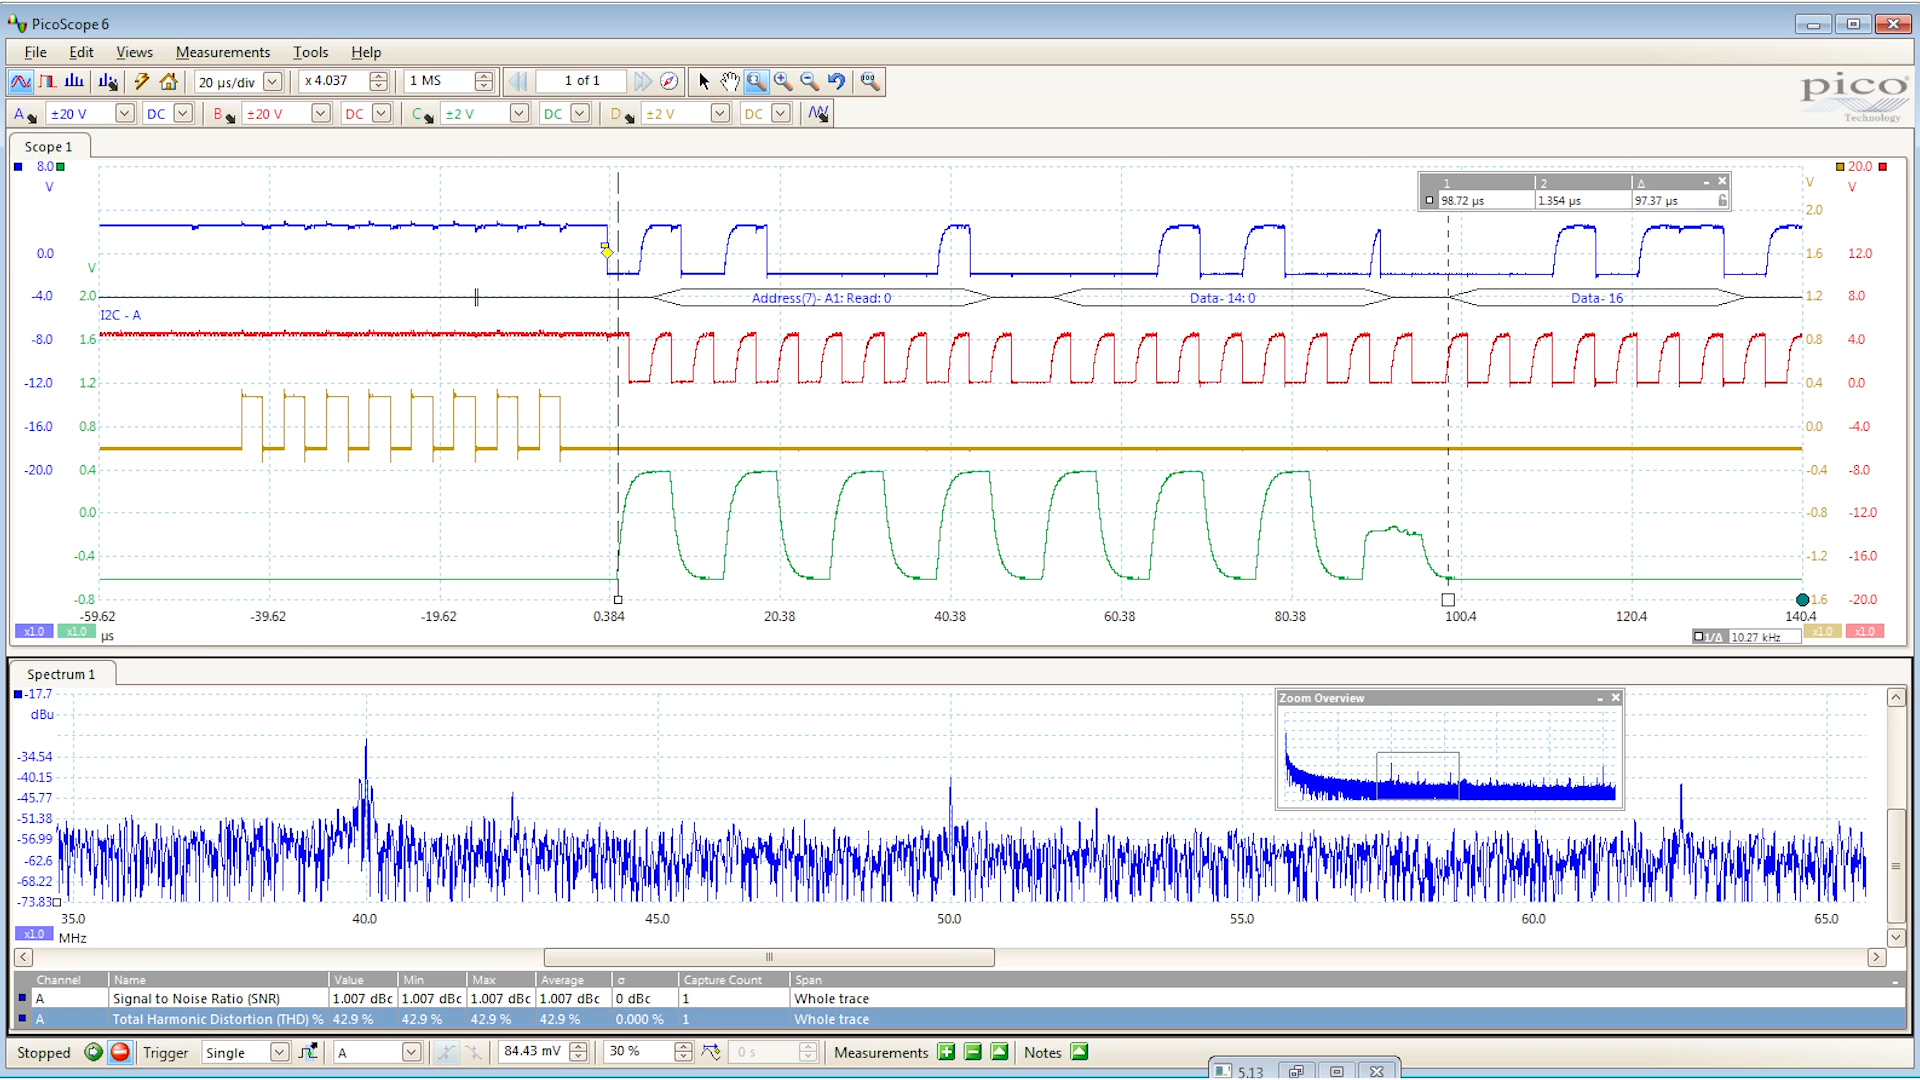 PicoScope 6
File Edit Views Measurements Tools Help
20 µs/div x 4.037 1 MS 1 of 1
pico
Technology
A ±20 V DC B ±20 V DC C ±2 V DC D ±2 V DC
Scope 1
8.0 20.0
V V V V
1 2 Δ
98.72 µs 1.354 µs 97.37 µs
2.0
0.0 1.6 12.0
-4.0 2.0 1.2 8.0
Address(7)- A1: Read: 0 Data- 14: 0 Data- 16
I2C - A
-8.0 1.6 0.8 4.0
-12.0 1.2 0.4 0.0
-16.0 0.8 0.0 -4.0
-20.0 0.4 -0.4 -8.0
0.0 -0.8 -12.0
-0.4 -1.2 -16.0
-0.8 1.6 -20.0
-59.62 -39.62 -19.62 0.384 20.38 40.38 60.38 80.38 100.4 120.4 140.4
x1.0 x1.0 µs 1/Δ 10.27 kHz x1.0 x1.0
Spectrum 1
-17.7
dBu
Zoom Overview
-34.54
-40.15
-45.77
-51.38
-56.99
-62.6
-68.22
-73.83
35.0 40.0 45.0 50.0 55.0 60.0 65.0
x1.0 MHz
Channel Name Value Min Max Average σ Capture Count Span
A Signal to Noise Ratio (SNR) 1.007 dBc 1.007 dBc 1.007 dBc 1.007 dBc 0 dBc 1 Whole trace
A Total Harmonic Distortion (THD) % 42.9 % 42.9 % 42.9 % 42.9 % 0.000 % 1 Whole trace
Stopped Trigger Single A 84.43 mV 30 % 0 s Measurements Notes
5.13